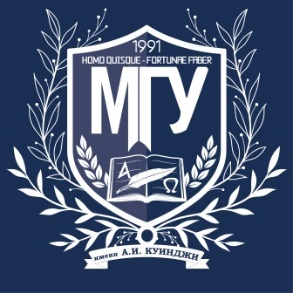 1991
HOMO QUISQUE - FORTUNAE FABER
МГУ
А Ω
имени А.И. КУИНДЖИ